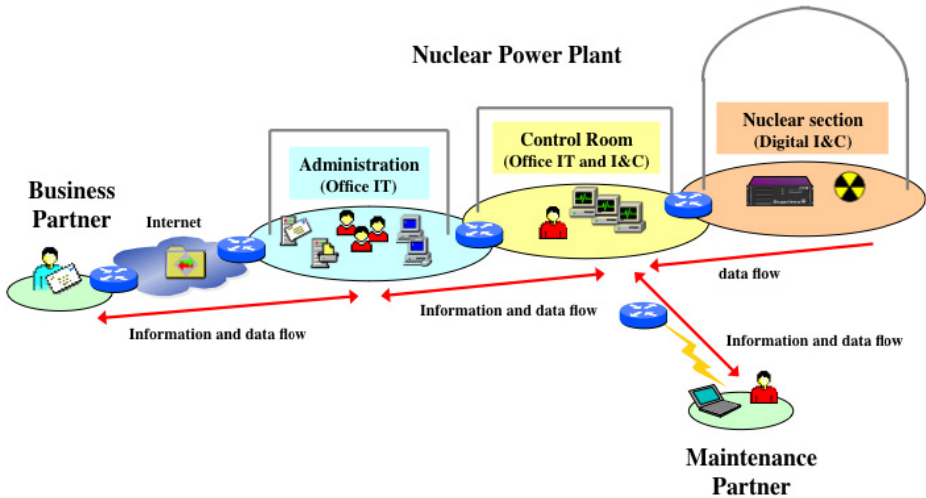 Nuclear Power Plant
Nuclear section
(Digital I&C)
Control Room
(Office IT and I&C)
Administration
(Office IT)
Business
Partner
Internet
data flow
Information and data flow
Information and data flow
Information and data flow
Maintenance
Partner